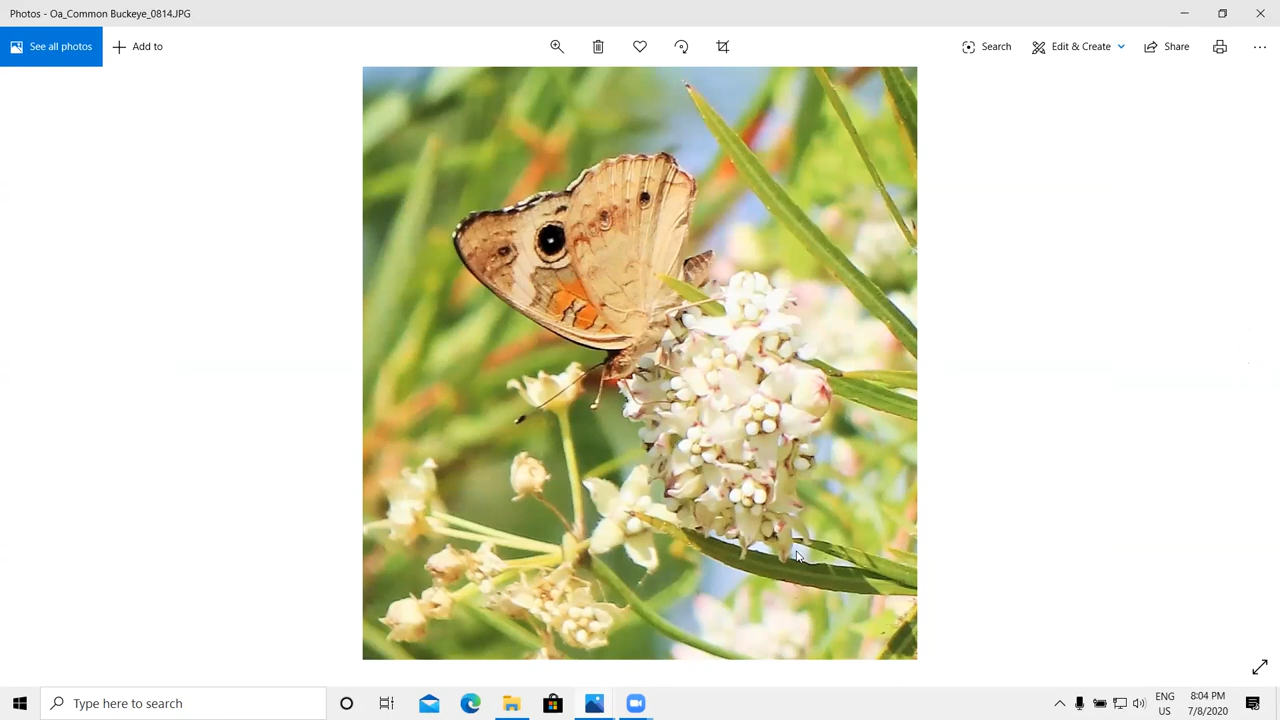 Photos - Oa_Common Buckeye_0814.JPG
See all photos
Add to
Search
Edit & Create
Share
Type here to search
ENG
US
8:04 PM
7/8/2020